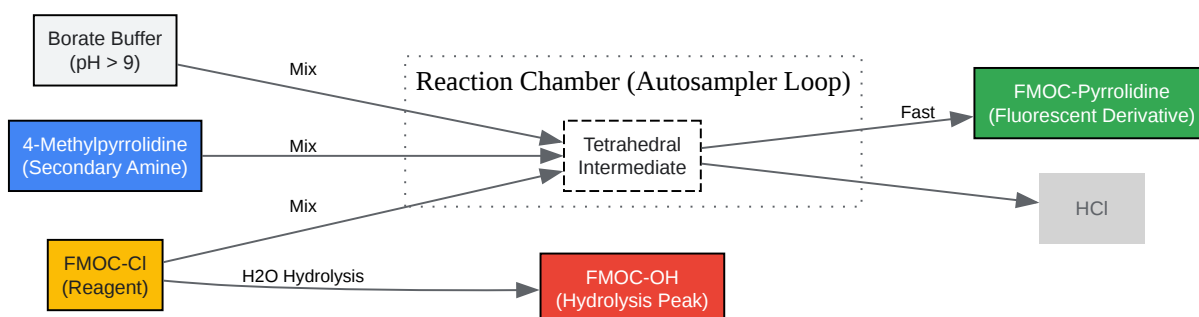 Borate Buffer
(pH > 9)
Mix
Reaction Chamber (Autosampler Loop)
FMOC-Pyrrolidine
(Fluorescent Derivative)
Fast
4-Methylpyrrolidine
(Secondary Amine)
Mix
Tetrahedral
Intermediate
Mix
HCl
FMOC-Cl
(Reagent)
H2O Hydrolysis
FMOC-OH
(Hydrolysis Peak)